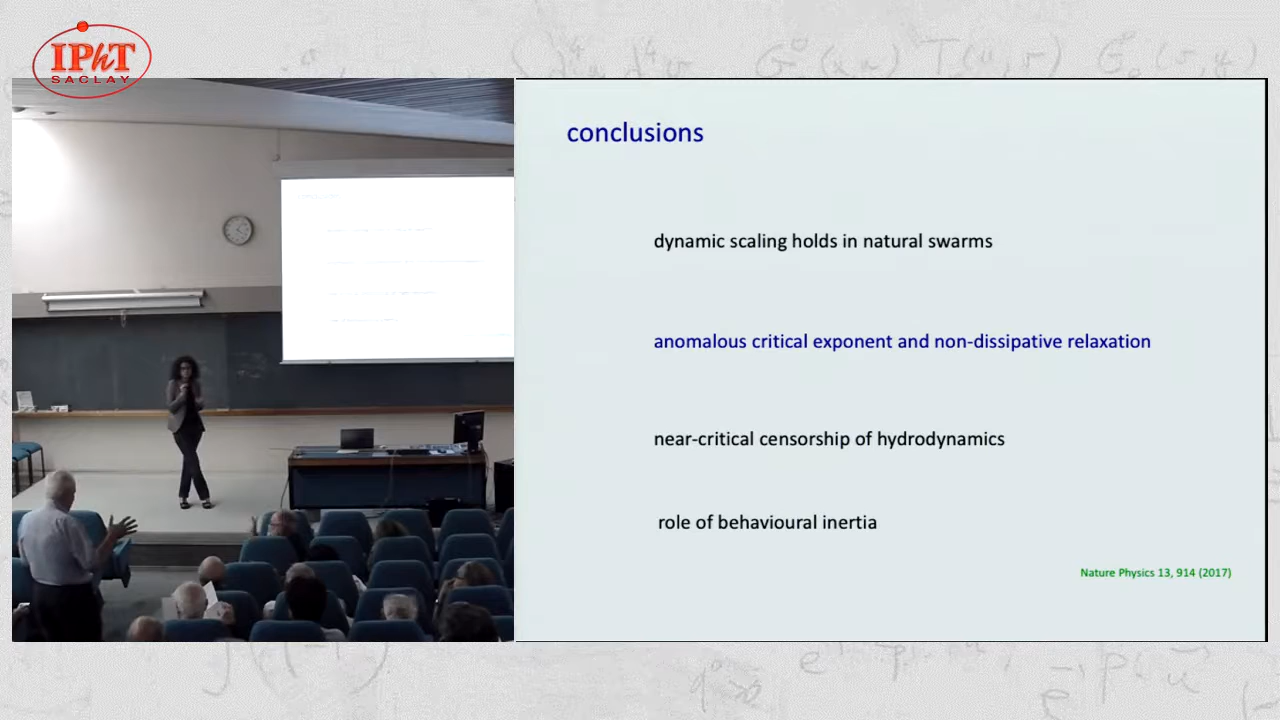 IPhT
SACLAY
conclusions
dynamic scaling holds in natural swarms
anomalous critical exponent and non-dissipative relaxation
near-critical censorship of hydrodynamics
role of behavioural inertia
Nature Physics 13, 914 (2017)